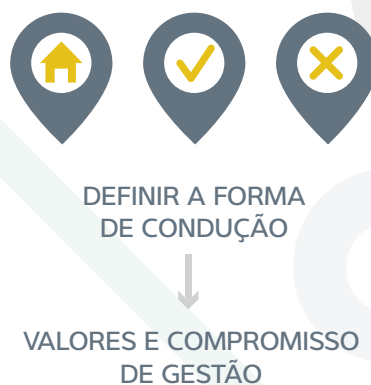 DEFINIR A FORMA
DE CONDUÇÃO
VALORES E COMPROMISSO
DE GESTÃO